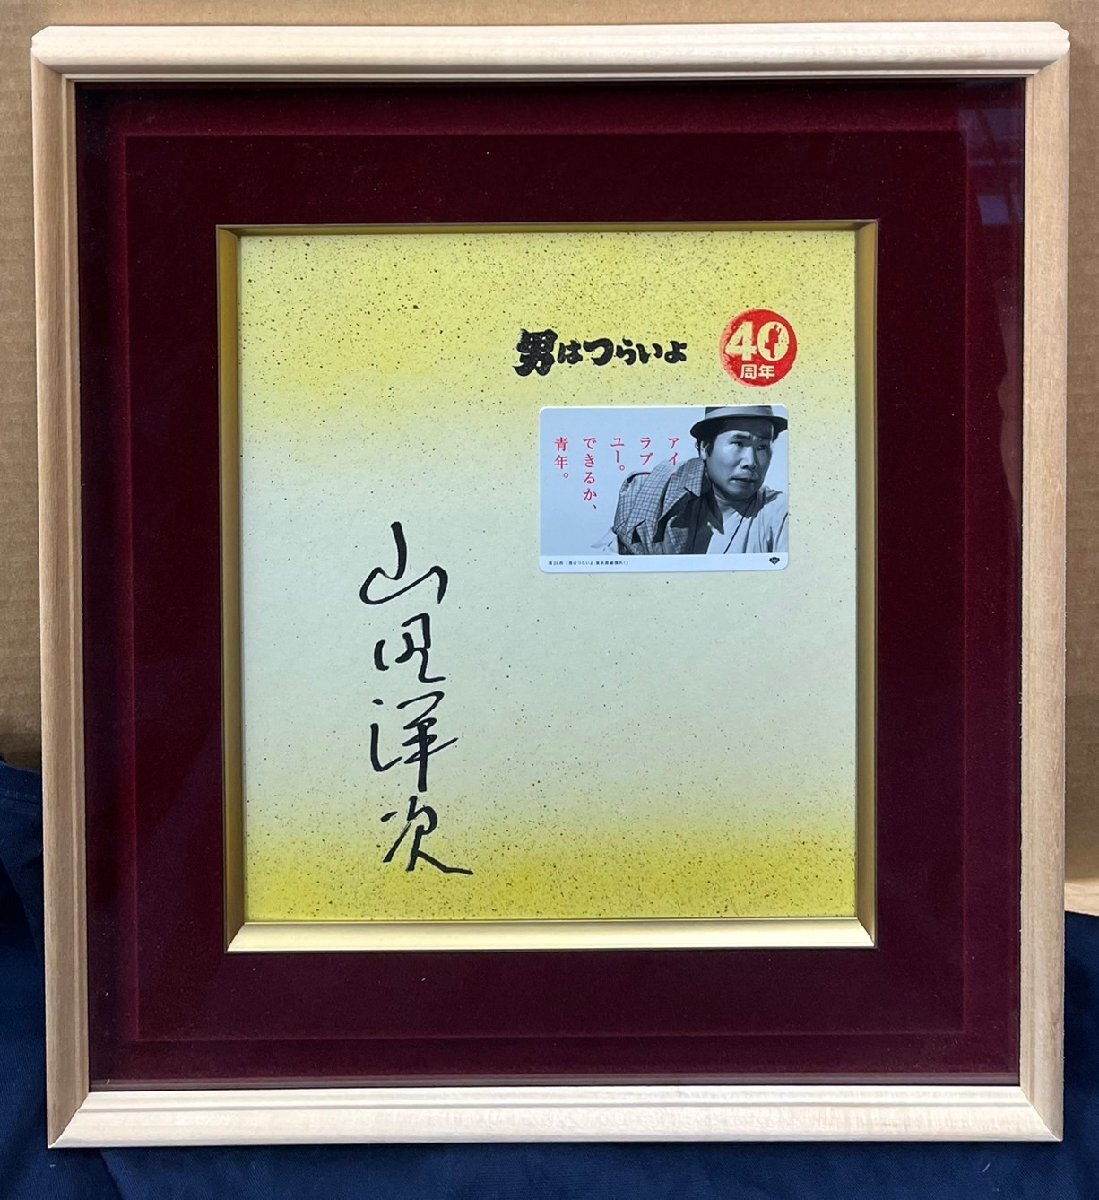 男はつらいよ
40
周年
アイ
ラブ
ユー。
できるか、
青年。
山田洋次